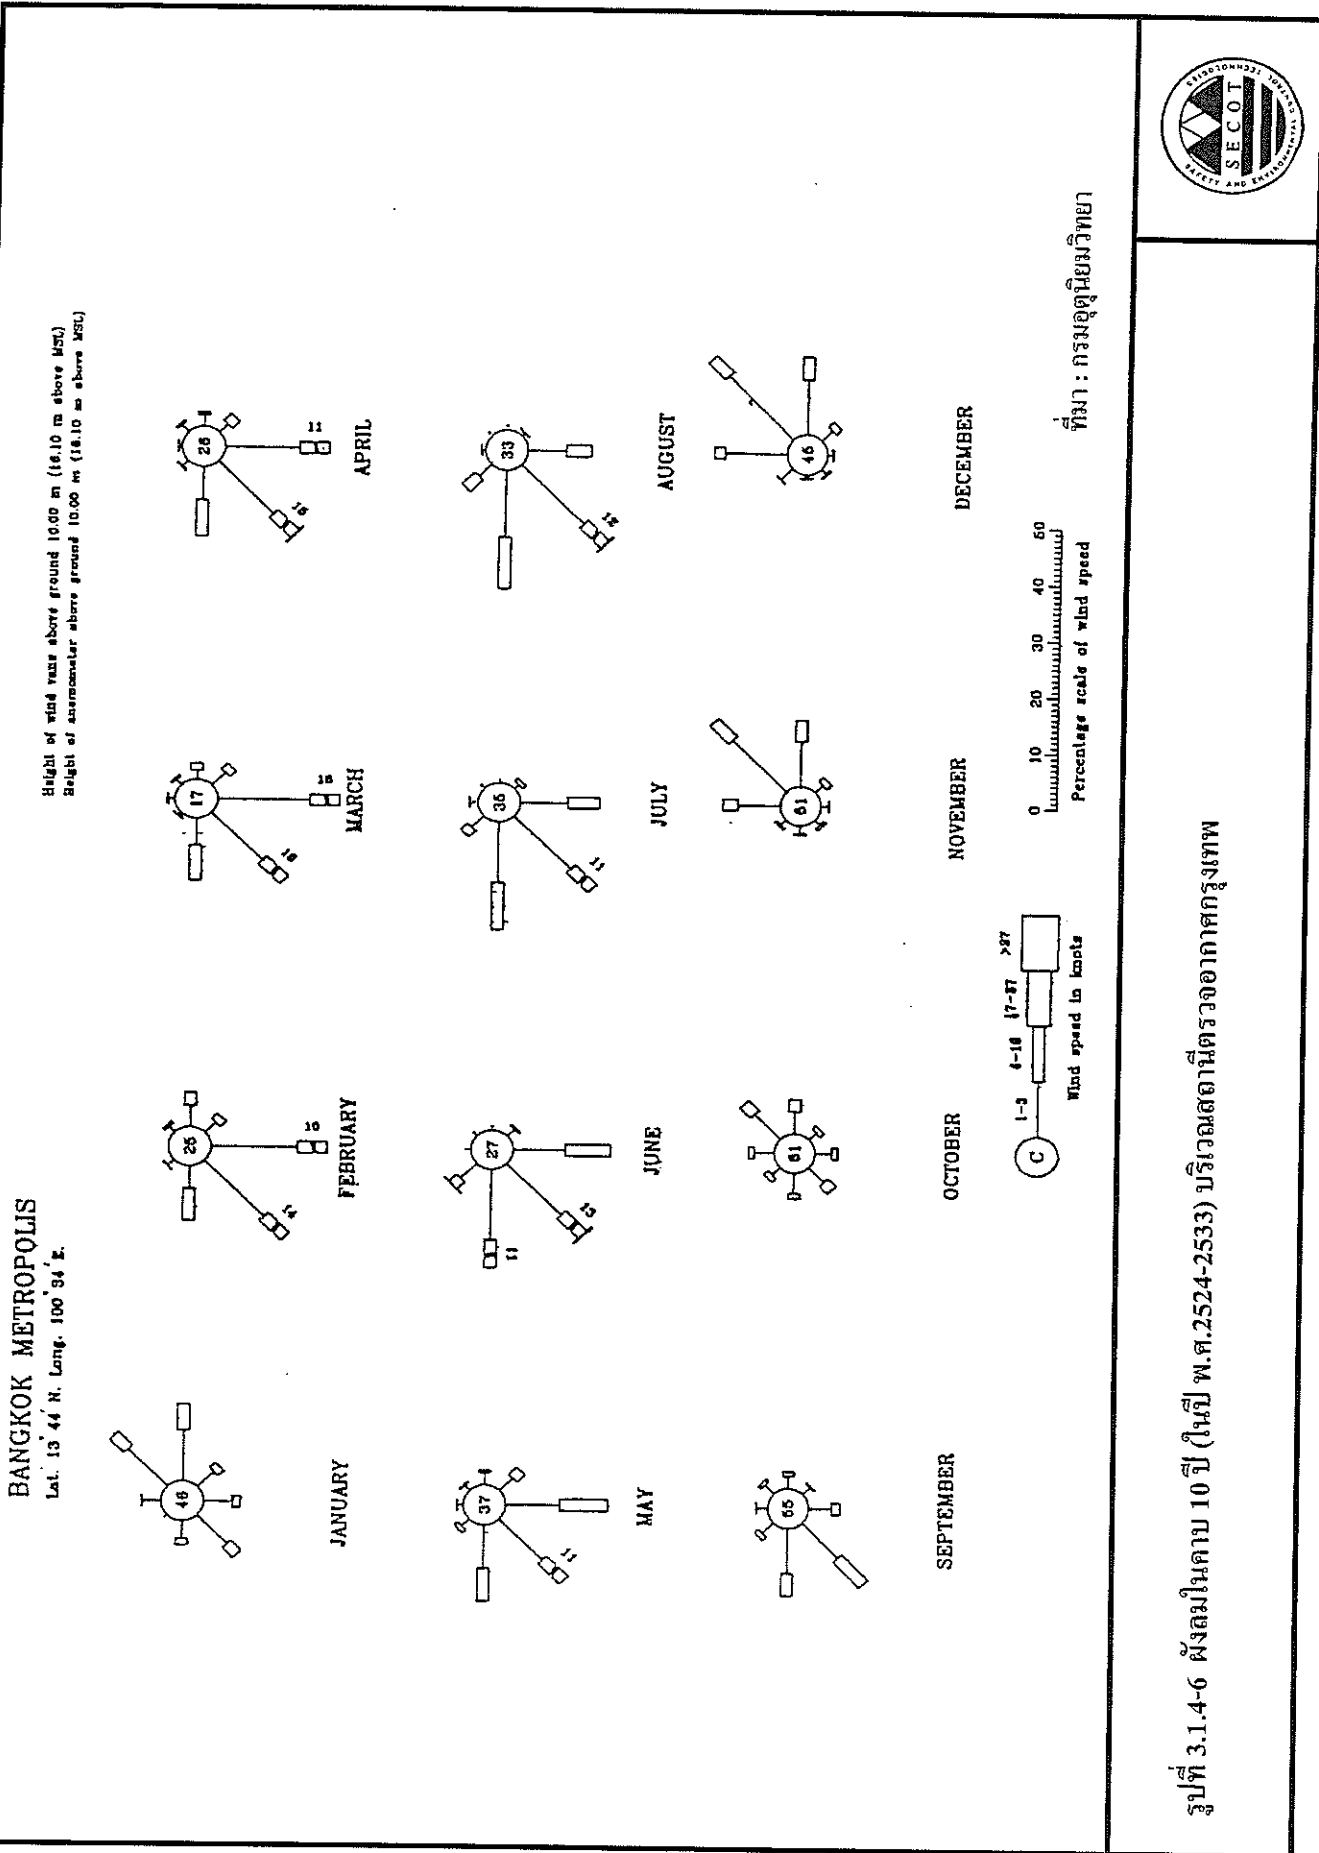 BANGKOK METROPOLIS
Lat. 13° 44' N. Long. 100° 34' E.
Height of wind vane above ground 10.00 m (16.10 m above MSL)
Height of anemometer above ground 10.00 m (16.10 m above MSL)
46
25
14
10
17
16
16
26
15
11
JANUARY
FEBRUARY
MARCH
APRIL
37
11
27
11
13
35
11
33
12
MAY
JUNE
JULY
AUGUST
55
61
61
46
SEPTEMBER
OCTOBER
NOVEMBER
DECEMBER
C
1-3
4-16
17-27
>27
Wind speed in knots
0 10 20 30 40 50
Percentage scale of wind speed
ที่มา : กรมอุตุนิยมวิทยา
รูปที่ 3.1.4-6 ผังลมในคาบ 10 ปี (ในปี พ.ศ.2524-2533) บริเวณสถานีตรวจอากาศกรุงเทพ
SECOT
SAFETY AND ENVIRONMENTAL CONTROL TECHNOLOGIES